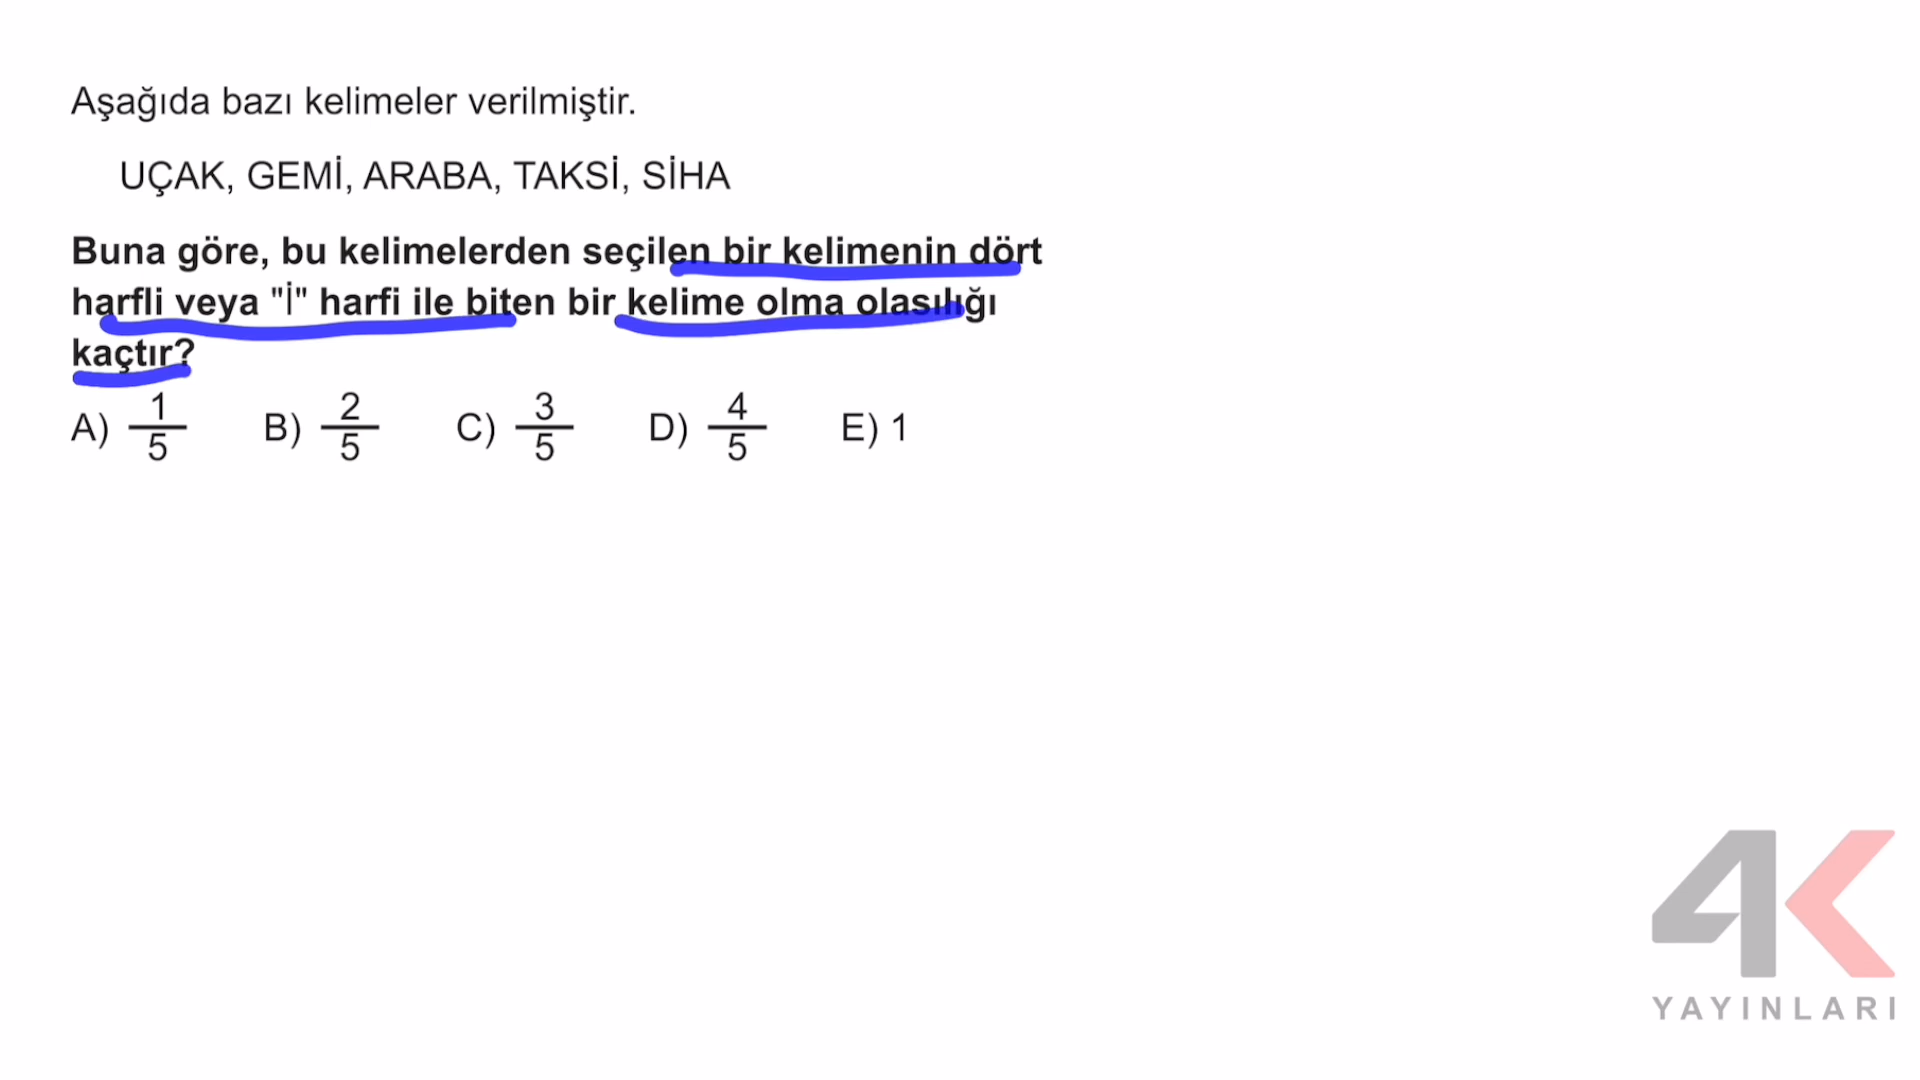 Aşağıda bazı kelimeler verilmiştir.
UÇAK, GEMİ, ARABA, TAKSİ, SİHA
Buna göre, bu kelimelerden seçilen bir kelimenin dört
harfli veya "İ" harfi ile biten bir kelime olma olasılığı
kaçtır?
A) 1/5 B) 2/5 C) 3/5 D) 4/5 E) 1
4K
YAYINLARI